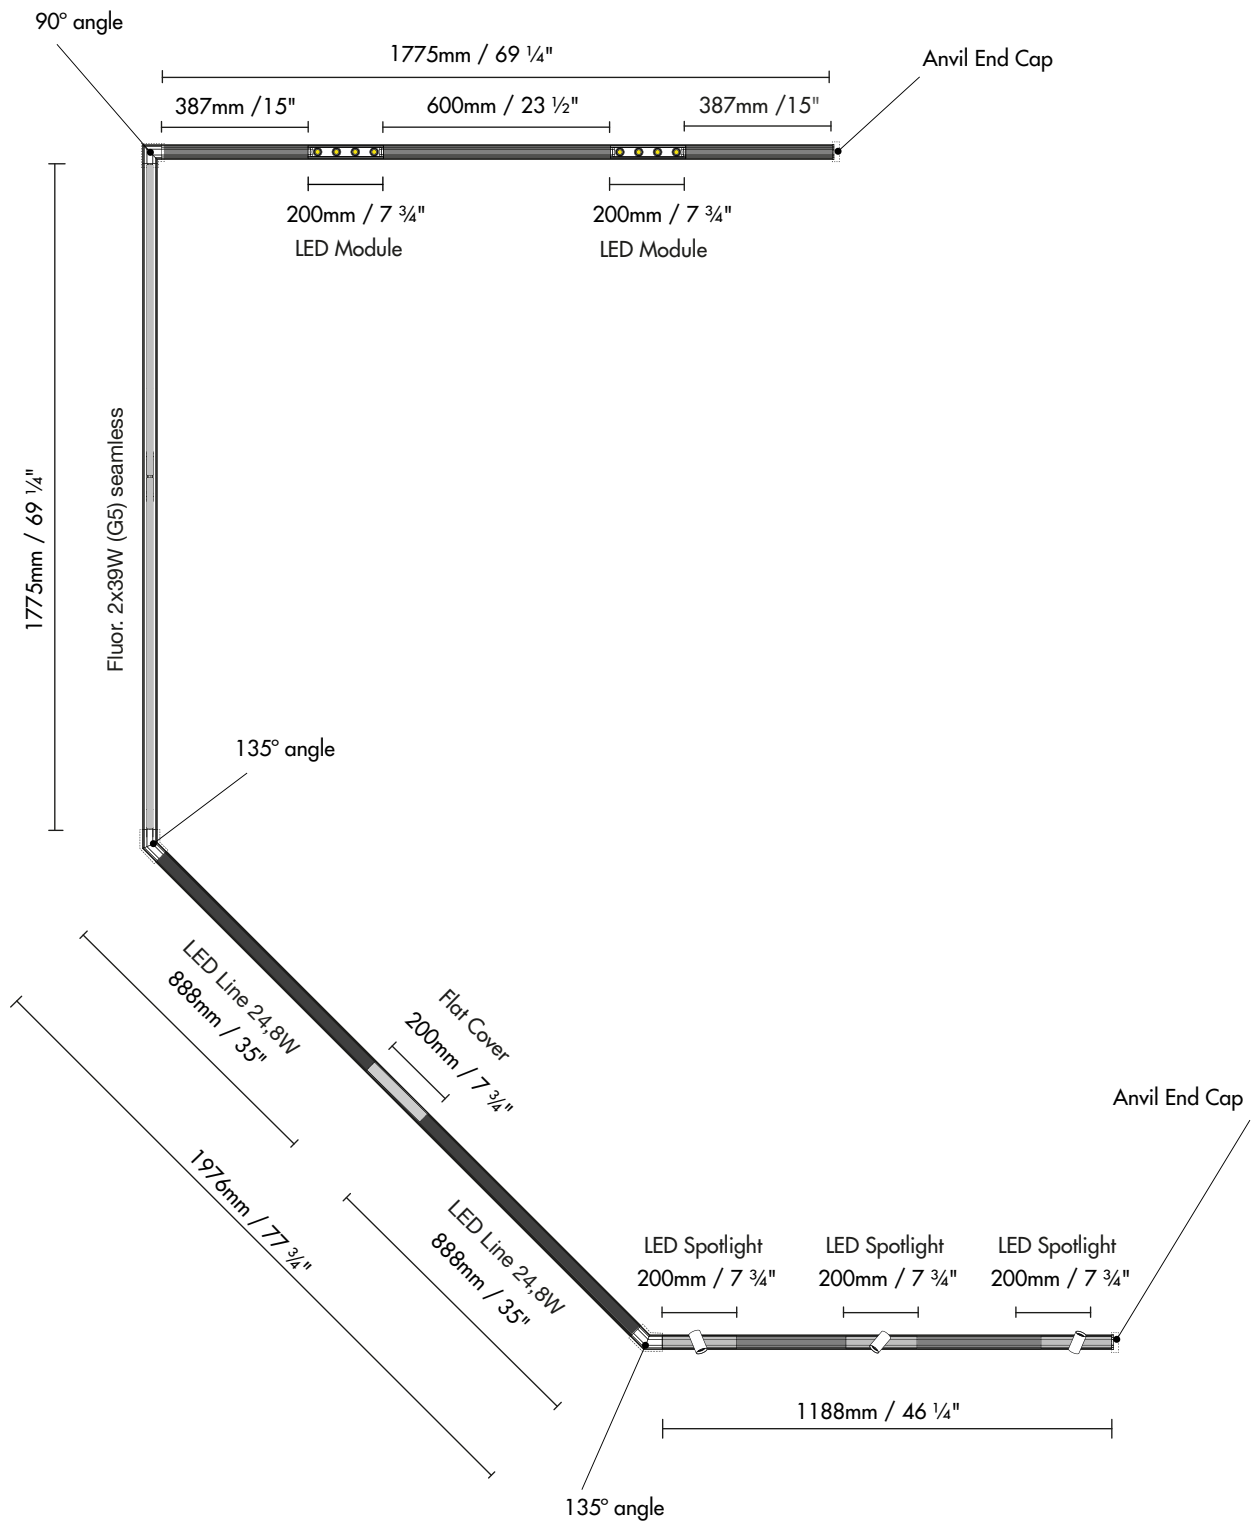 90º angle
1775mm / 69 ¼"
Anvil End Cap
387mm /15"
600mm / 23 ½"
387mm /15"
200mm / 7 ¾"
LED Module
200mm / 7 ¾"
LED Module
1775mm / 69 ¼"
Fluor. 2x39W (G5) seamless
135º angle
LED Line 24,8W
888mm / 35"
Flat Cover
200mm / 7 ¾"
1976mm / 77 ¾"
LED Line 24,8W
888mm / 35"
Anvil End Cap
LED Spotlight
200mm / 7 ¾"
LED Spotlight
200mm / 7 ¾"
LED Spotlight
200mm / 7 ¾"
1188mm / 46 ¼"
135º angle